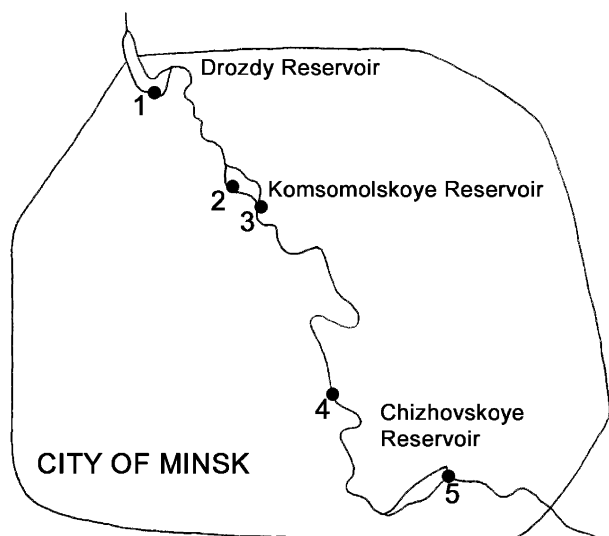 Drozdy Reservoir
1
2
Komsomolskoye Reservoir
3
4
Chizhovskoye
Reservoir
CITY OF MINSK
5